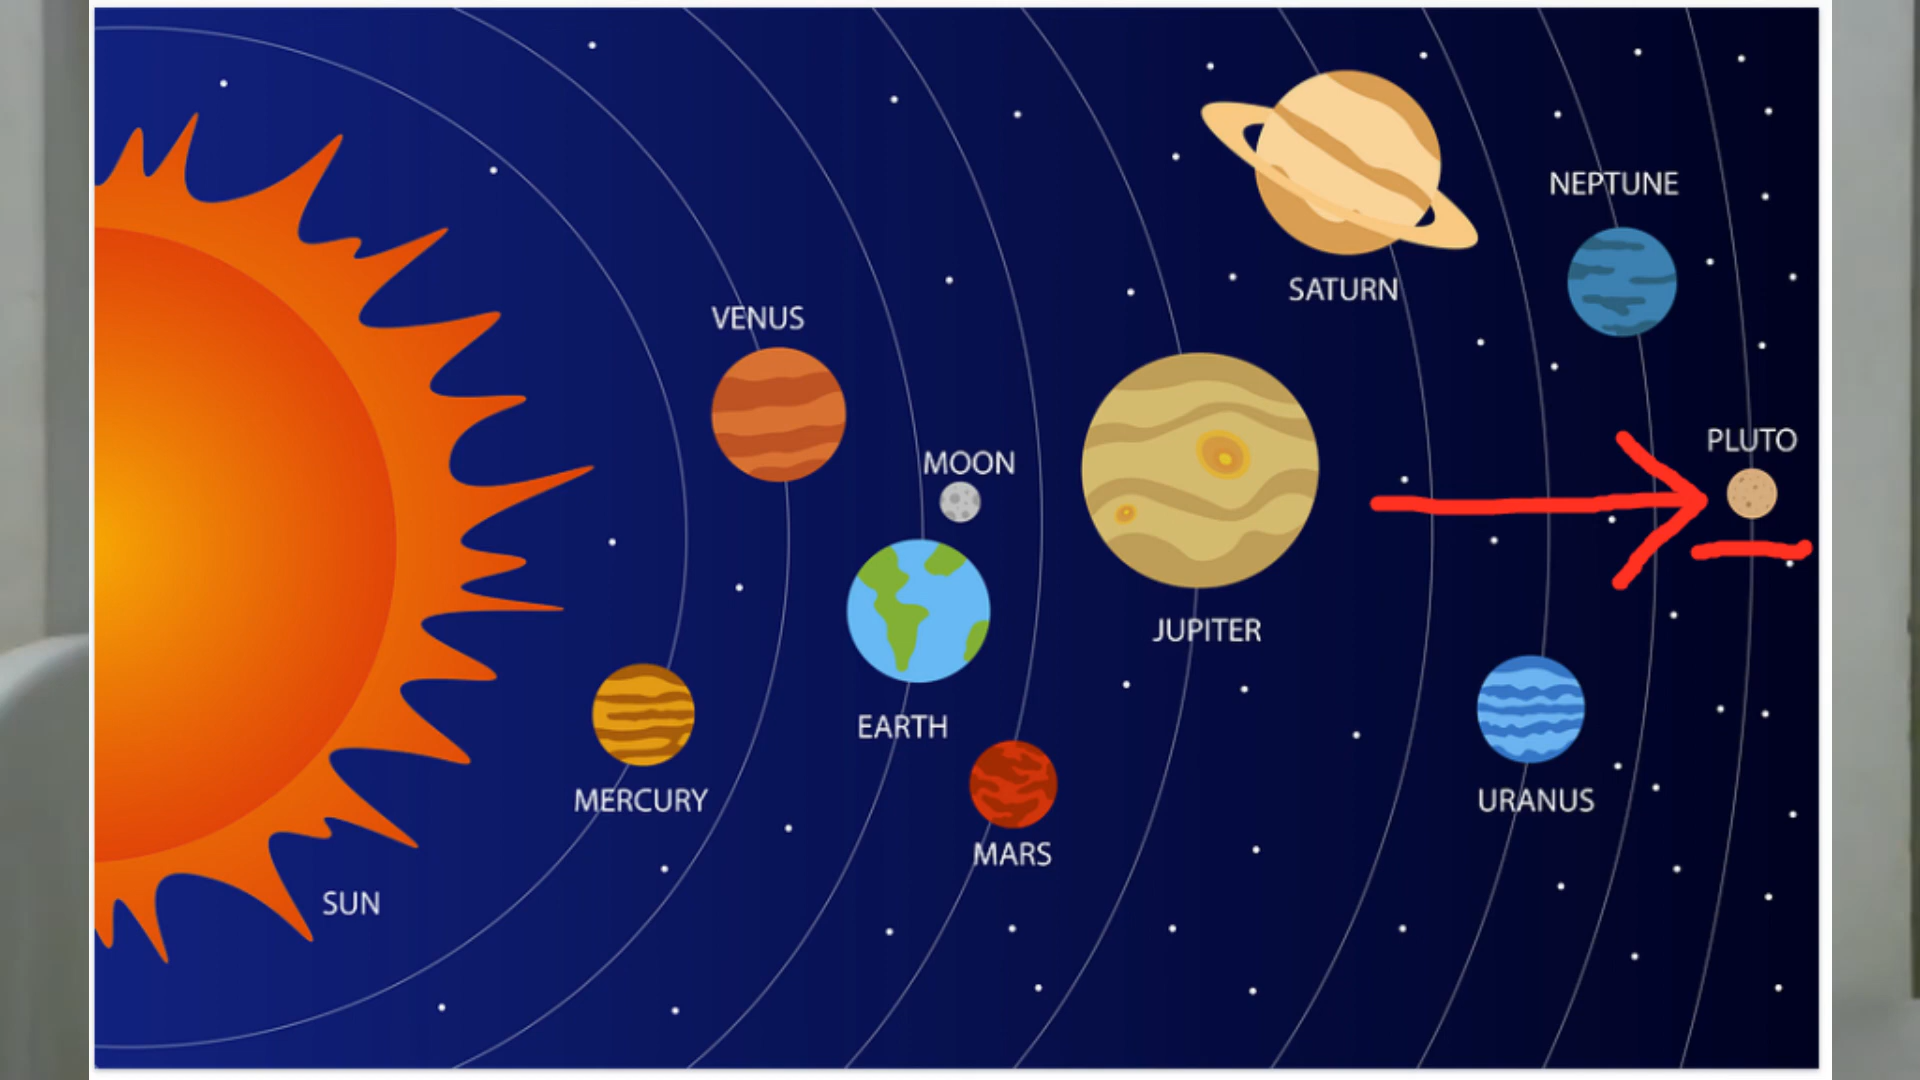 NEPTUNE
SATURN
VENUS
PLUTO
MOON
JUPITER
EARTH
MERCURY
URANUS
MARS
SUN